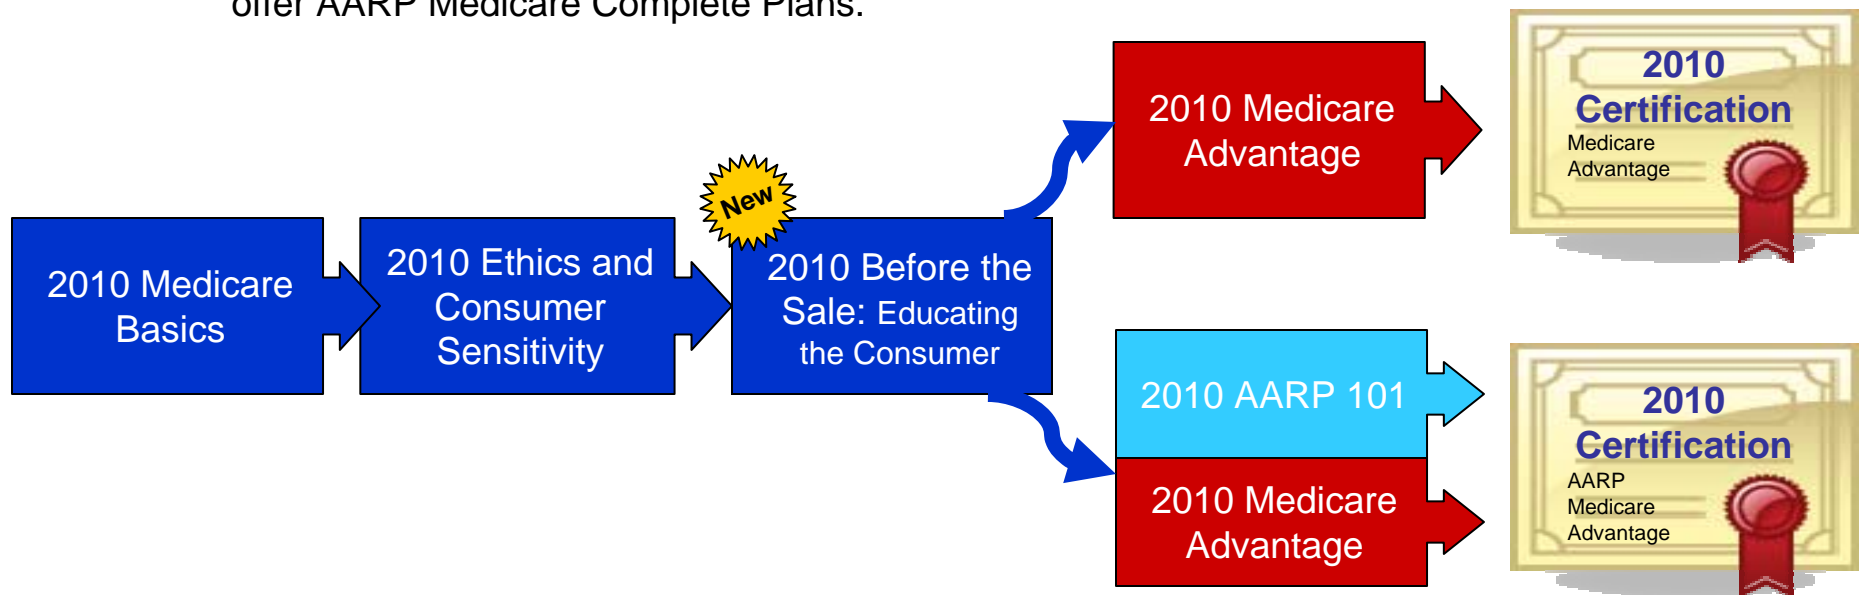 offer AARP Medicare Complete Plans.
2010 Medicare
Basics
2010 Ethics and
Consumer
Sensitivity
New
2010 Before the
Sale: Educating
the Consumer
2010 Medicare
Advantage
2010
Certification
Medicare
Advantage
2010 AARP 101
2010 Medicare
Advantage
2010
Certification
AARP
Medicare
Advantage